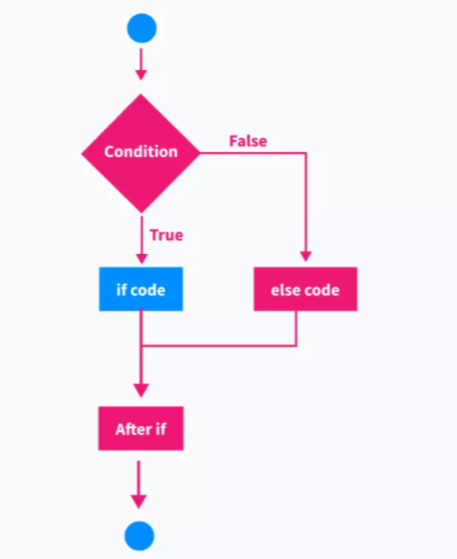 Condition
False
True
if code
else code
After if